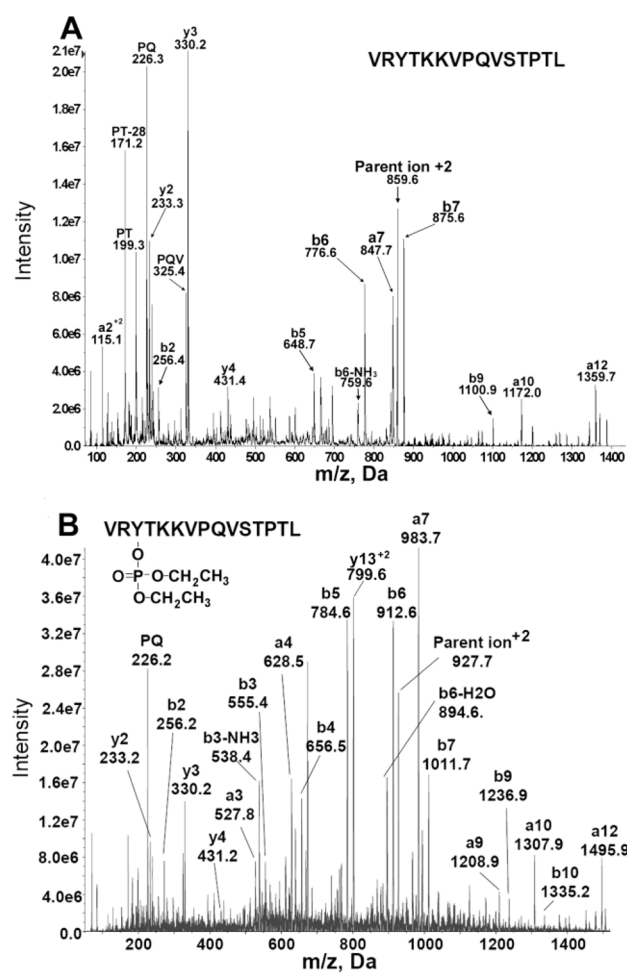 A
VRYTKKVPQVSTPTL
Intensity
2.1e7
2.0e7
1.8e7
1.6e7
1.4e7
1.2e7
1.0e7
8.0e6
6.0e6
4.0e6
2.0e6
0.0
y3
330.2
PQ
226.3
PT-28
171.2
y2
233.3
PT
199.3
PQV
325.4
a2+2
115.1
b2
256.4
y4
431.4
b5
648.7
b6-NH3
759.6
b6
776.6
a7
847.7
Parent ion +2
859.6
b7
875.6
b9
1100.9
a10
1172.0
a12
1359.7
100 200 300 400 500 600 700 800 900 1000 1100 1200 1300 1400
m/z, Da
B
VRYTKKVPQVSTPTL
O
O=P-O-CH2CH3
O-CH2CH3
Intensity
4.0e7
3.6e7
3.2e7
2.8e7
2.4e7
2.0e7
1.6e7
1.2e7
8.0e6
4.0e6
0.0
a7
983.7
y13+2
799.6
b5
784.6
b6
912.6
Parent ion+2
927.7
a4
628.5
PQ
226.2
b3
555.4
b6-H2O
894.6.
b2
256.2
b3-NH3
538.4
b4
656.5
y2
233.2
y3
330.2
a3
527.8
b7
1011.7
y4
431.2
b9
1236.9
a9
1208.9
a10
1307.9
b10
1335.2
a12
1495.9
200 400 600 800 1000 1200 1400
m/z, Da